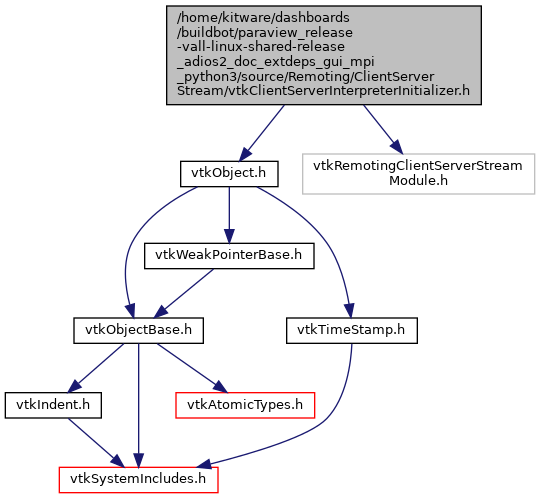 /home/kitware/dashboards
/buildbot/paraview_release
-vall-linux-shared-release
_adios2_doc_extdeps_gui_mpi
_python3/source/Remoting/ClientServer
Stream/vtkClientServerInterpreterInitializer.h
vtkObject.h
vtkRemotingClientServerStream
Module.h
vtkWeakPointerBase.h
vtkObjectBase.h
vtkTimeStamp.h
vtkIndent.h
vtkAtomicTypes.h
vtkSystemIncludes.h